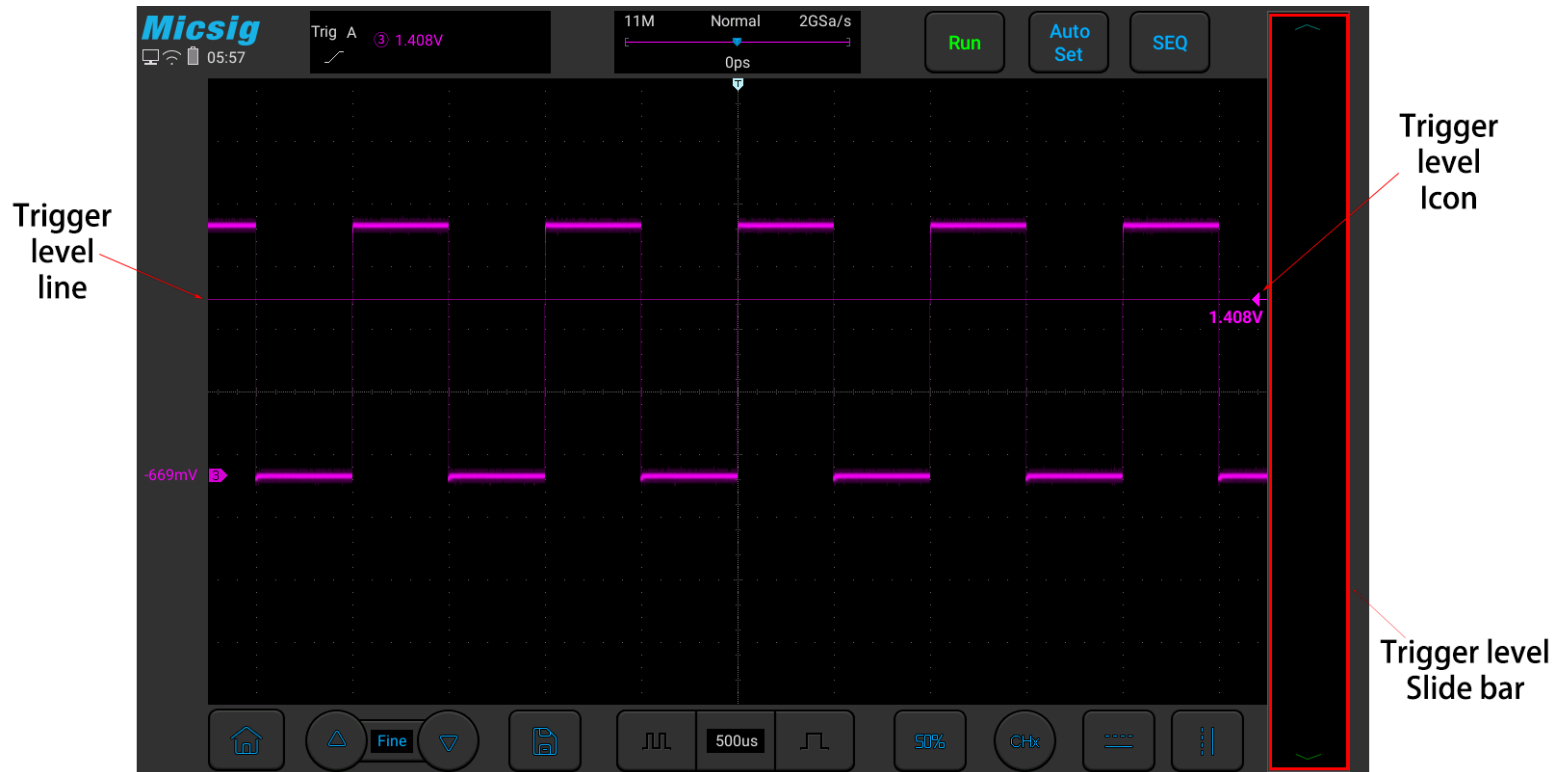 Micsig
05:57
Trig A
③ 1.408V
11M Normal 2GSa/s
0ps
Run
Auto
Set
SEQ
T
Trigger
level
Icon
Trigger
level
line
1.408V
-669mV
3
Trigger level
Slide bar
Fine
500us
50%
CHx